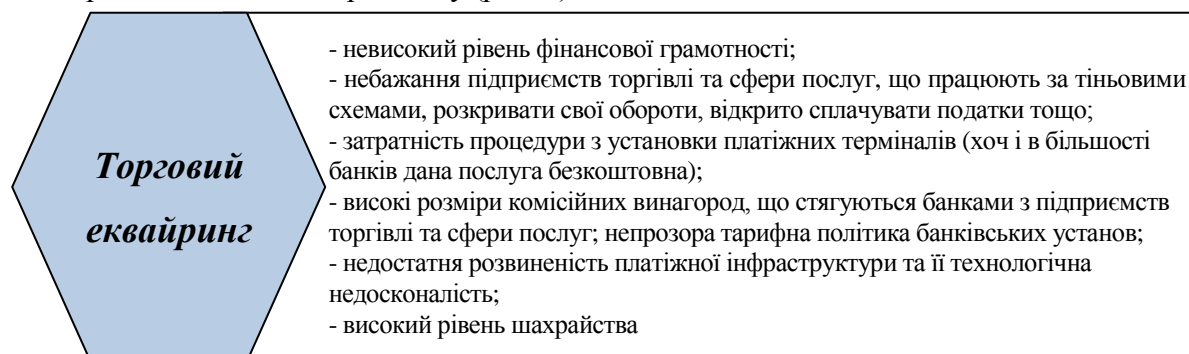 Торговий
еквайринг
- невисокий рівень фінансової грамотності;
- небажання підприємств торгівлі та сфери послуг, що працюють за тіньовими
схемами, розкривати свої обороти, відкрито сплачувати податки тощо;
- затратність процедури з установки платіжних терміналів (хоч і в більшості
банків дана послуга безкоштовна);
- високі розміри комісійних винагород, що стягуються банками з підприємств
торгівлі та сфери послуг; непрозора тарифна політика банківських установ;
- недостатня розвиненість платіжної інфраструктури та її технологічна
недосконалість;
- високий рівень шахрайства